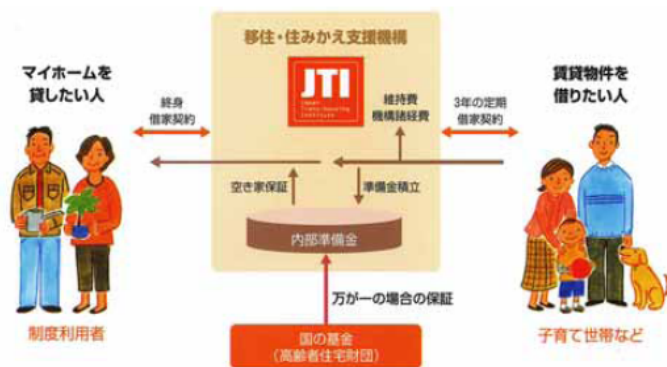 移住・住みかえ支援機構
JTI
マイホームを
貸したい人
終身
借家契約
維持費
機構諸経費
3年の定期
借家契約
賃貸物件を
借りたい人
空き家保証
準備金積立
内部準備金
万が一の場合の保証
制度利用者
国の基金
（高齢者住宅財団）
子育て世帯など